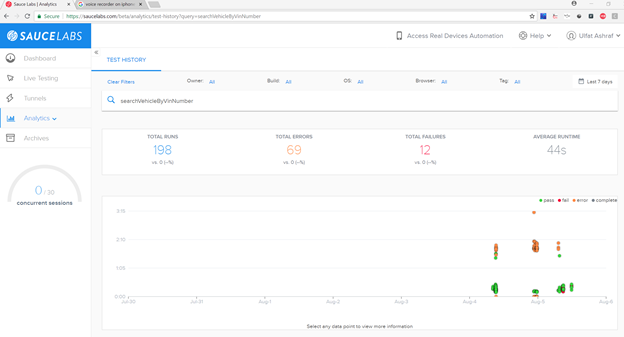 Sauce Labs | Analytics
voice recorder on iphone
Secure | https://saucelabs.com/beta/analytics/test-history?query=searchVehicleByVinNumber
SAUCELABS
Access Real Devices Automation
Help
Ulfat Ashraf
Dashboard
Live Testing
Tunnels
Analytics
Archives
0 / 30
concurrent sessions
TEST HISTORY
Clear Filters
Owner: All
Build: All
OS: All
Browser: All
Tag: All
Last 7 days
searchVehicleByVinNumber
TOTAL RUNS
198
vs. 0 (--%)
TOTAL ERRORS
69
vs. 0 (--%)
TOTAL FAILURES
12
vs. 0 (--%)
AVERAGE RUNTIME
44s
pass fail error complete
3:15
2:10
1:05
0:00
Jul-30 Jul-31 Aug-1 Aug-2 Aug-3 Aug-4 Aug-5 Aug-6
Select any data point to view more information